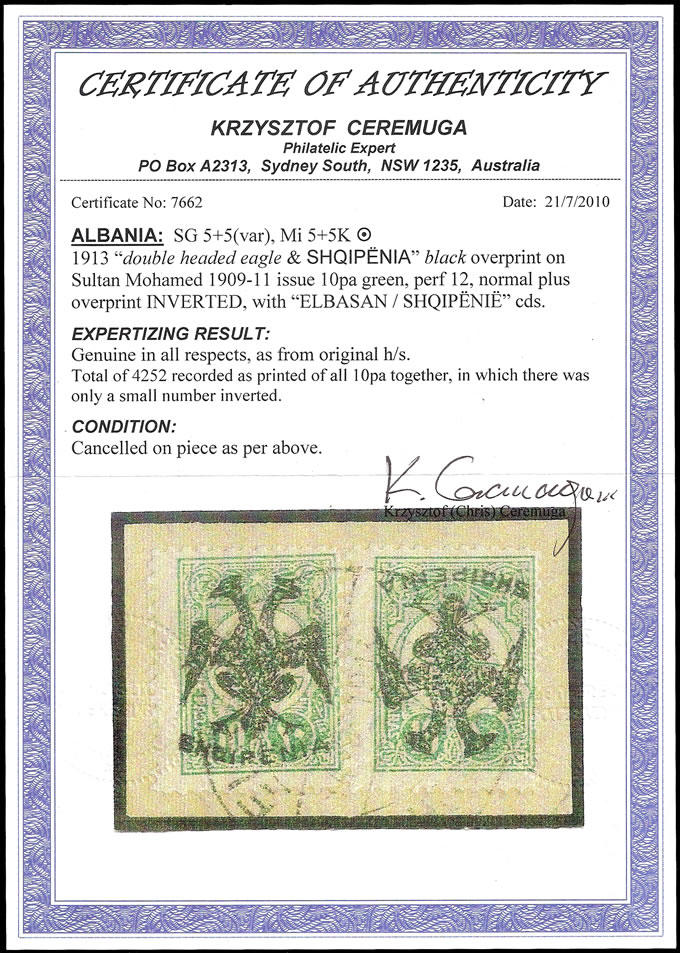 CERTIFICATE OF AUTHENTICITY
KRZYSZTOF CEREMUGA
Philatelic Expert
PO Box A2313, Sydney South, NSW 1235, Australia
Certificate No: 7662 Date: 21/7/2010
ALBANIA: SG 5+5(var), Mi 5+5K ⊙
1913 “double headed eagle & SHQIPËNIA” black overprint on
Sultan Mohamed 1909-11 issue 10pa green, perf 12, normal plus
overprint INVERTED, with “ELBASAN / SHQIPËNIË” cds.
EXPERTIZING RESULT:
Genuine in all respects, as from original h/s.
Total of 4252 recorded as printed of all 10pa together, in which there was
only a small number inverted.
CONDITION:
Cancelled on piece as per above.
K. Ceremuga
Krzysztof (Chris) Ceremuga
SHQIPËNIA
SHQIPËNIA